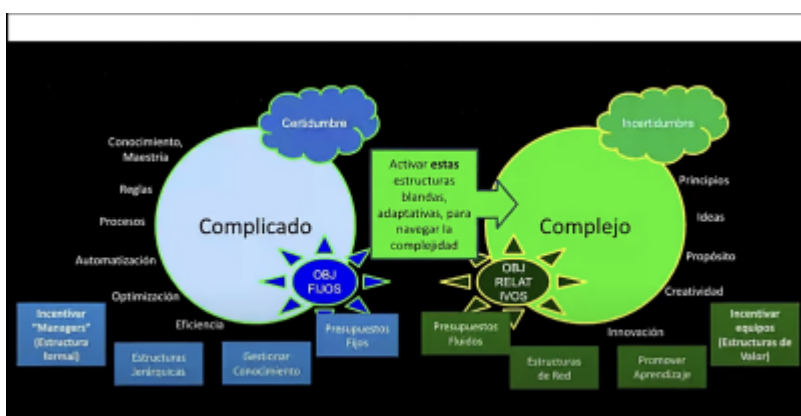 Certidumbre
Conocimiento,
Maestría
Reglas
Procesos
Automatización
Optimización
Eficiencia
Complicado
OBJ
FIJOS
Incentivar
"Managers"
(Estructura
formal)
Estructuras
Jerárquicas
Gestionar
Conocimiento
Presupuestos
Fijos
Activar estas
estructuras
blandas,
adaptativas, para
navegar la
complejidad
Incertidumbre
Complejo
Principios
Ideas
Propósito
Creatividad
Innovación
OBJ
RELAT
IVOS
Presupuestos
Fluidos
Estructuras
de Red
Promover
Aprendizaje
Incentivar
equipos
(Estructuras de
Valor)